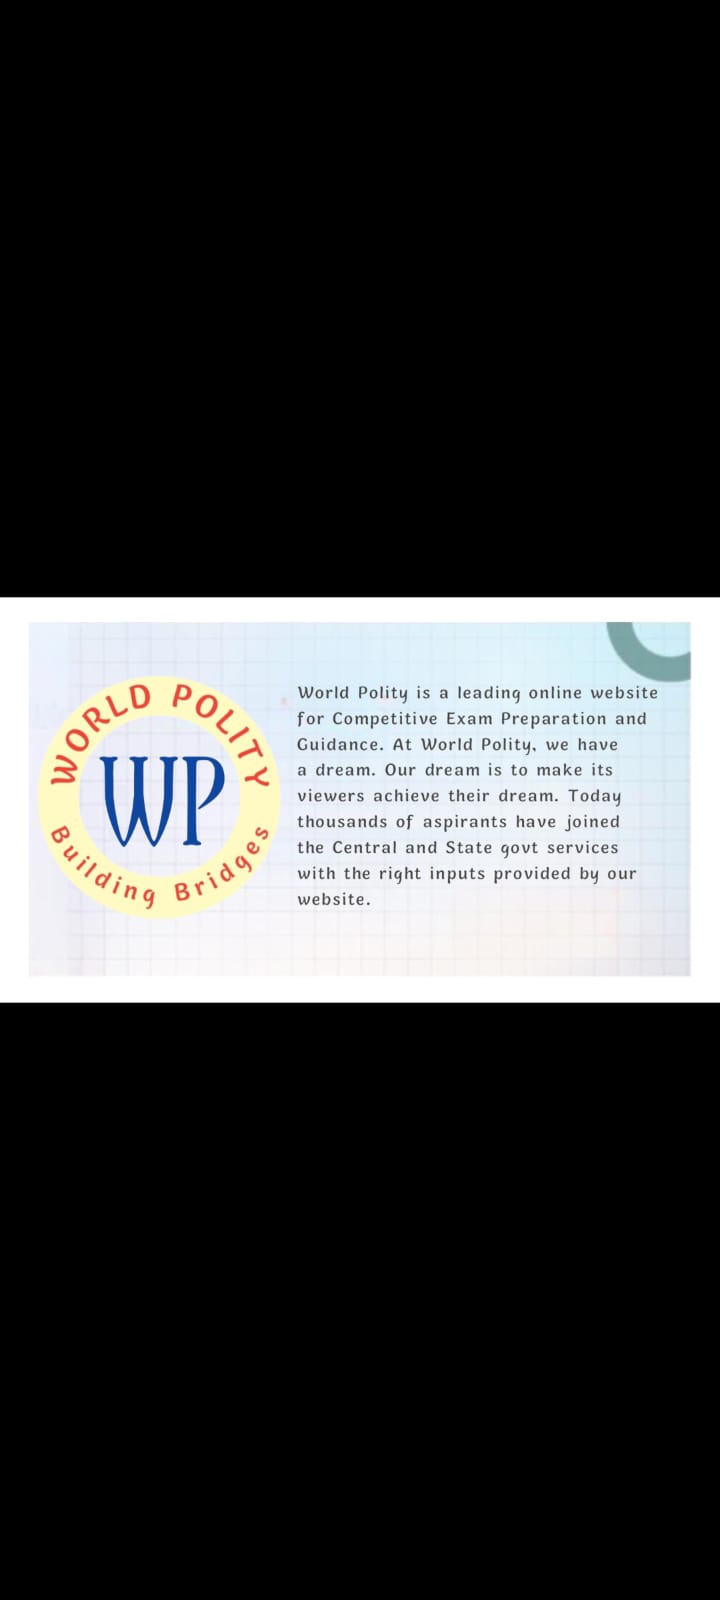 WORLD POLITY
WP
Building Bridges
World Polity is a leading online website
for Competitive Exam Preparation and
Guidance. At World Polity, we have
a dream. Our dream is to make its
viewers achieve their dream. Today
thousands of aspirants have joined
the Central and State govt services
with the right inputs provided by our
website.